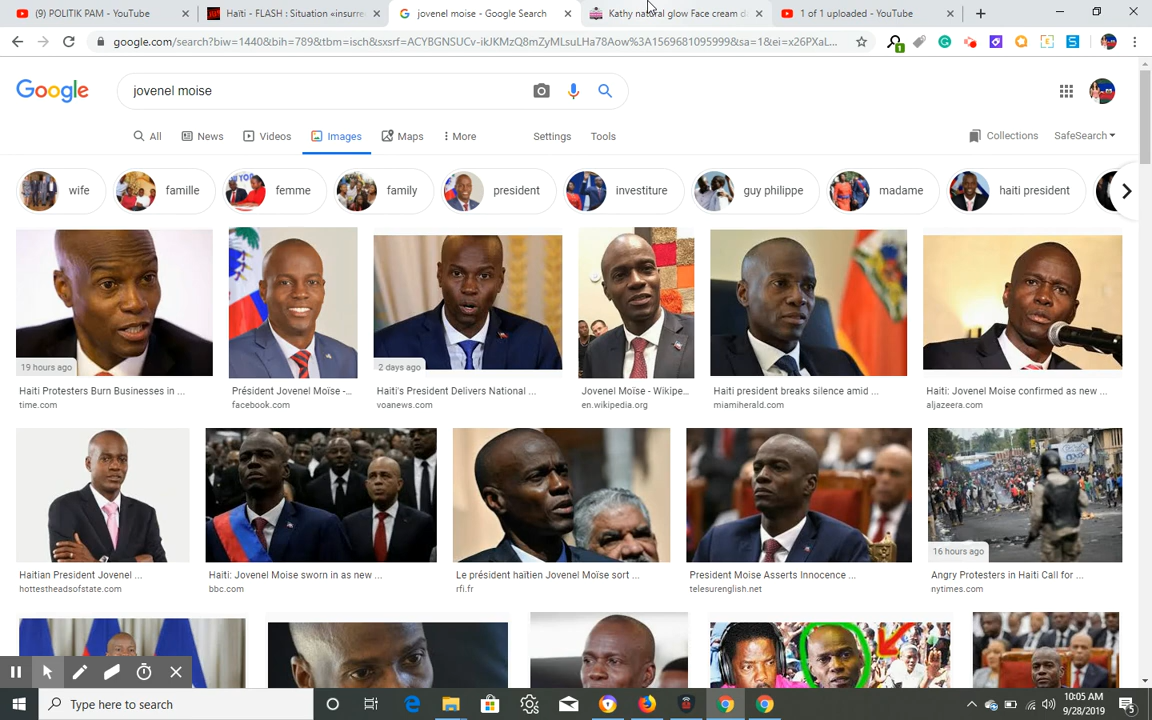 (9) POLITIK PAM - YouTube
Haïti - FLASH : Situation «insurre
jovenel moise - Google Search
Kathy natural glow Face cream d
1 of 1 uploaded - YouTube
google.com/search?biw=1440&bih=789&tbm=isch&sxsrf=ACYBGNSUCv-ikJKMzQ8mZyMLsuLHa78Aow%3A1569681095999&sa=1&ei=x26PXaL...
Google
jovenel moise
All
News
Videos
Images
Maps
More
Settings
Tools
Collections
SafeSearch
wife
famille
femme
family
president
investiture
guy philippe
madame
haiti president
19 hours ago
2 days ago
Haiti Protesters Burn Businesses in ...
time.com
Président Jovenel Moïse -...
facebook.com
Haiti's President Delivers National ...
voanews.com
Jovenel Moïse - Wikipe...
en.wikipedia.org
Haiti president breaks silence amid ...
miamiherald.com
Haiti: Jovenel Moise confirmed as new ...
aljazeera.com
16 hours ago
Haitian President Jovenel ...
hottestheadsofstate.com
Haiti: Jovenel Moise sworn in as new ...
bbc.com
Le président haïtien Jovenel Moïse sort ...
rfi.fr
President Moise Asserts Innocence ...
telesurenglish.net
Angry Protesters in Haiti Call for ...
nytimes.com
Type here to search
10:05 AM
9/28/2019
5